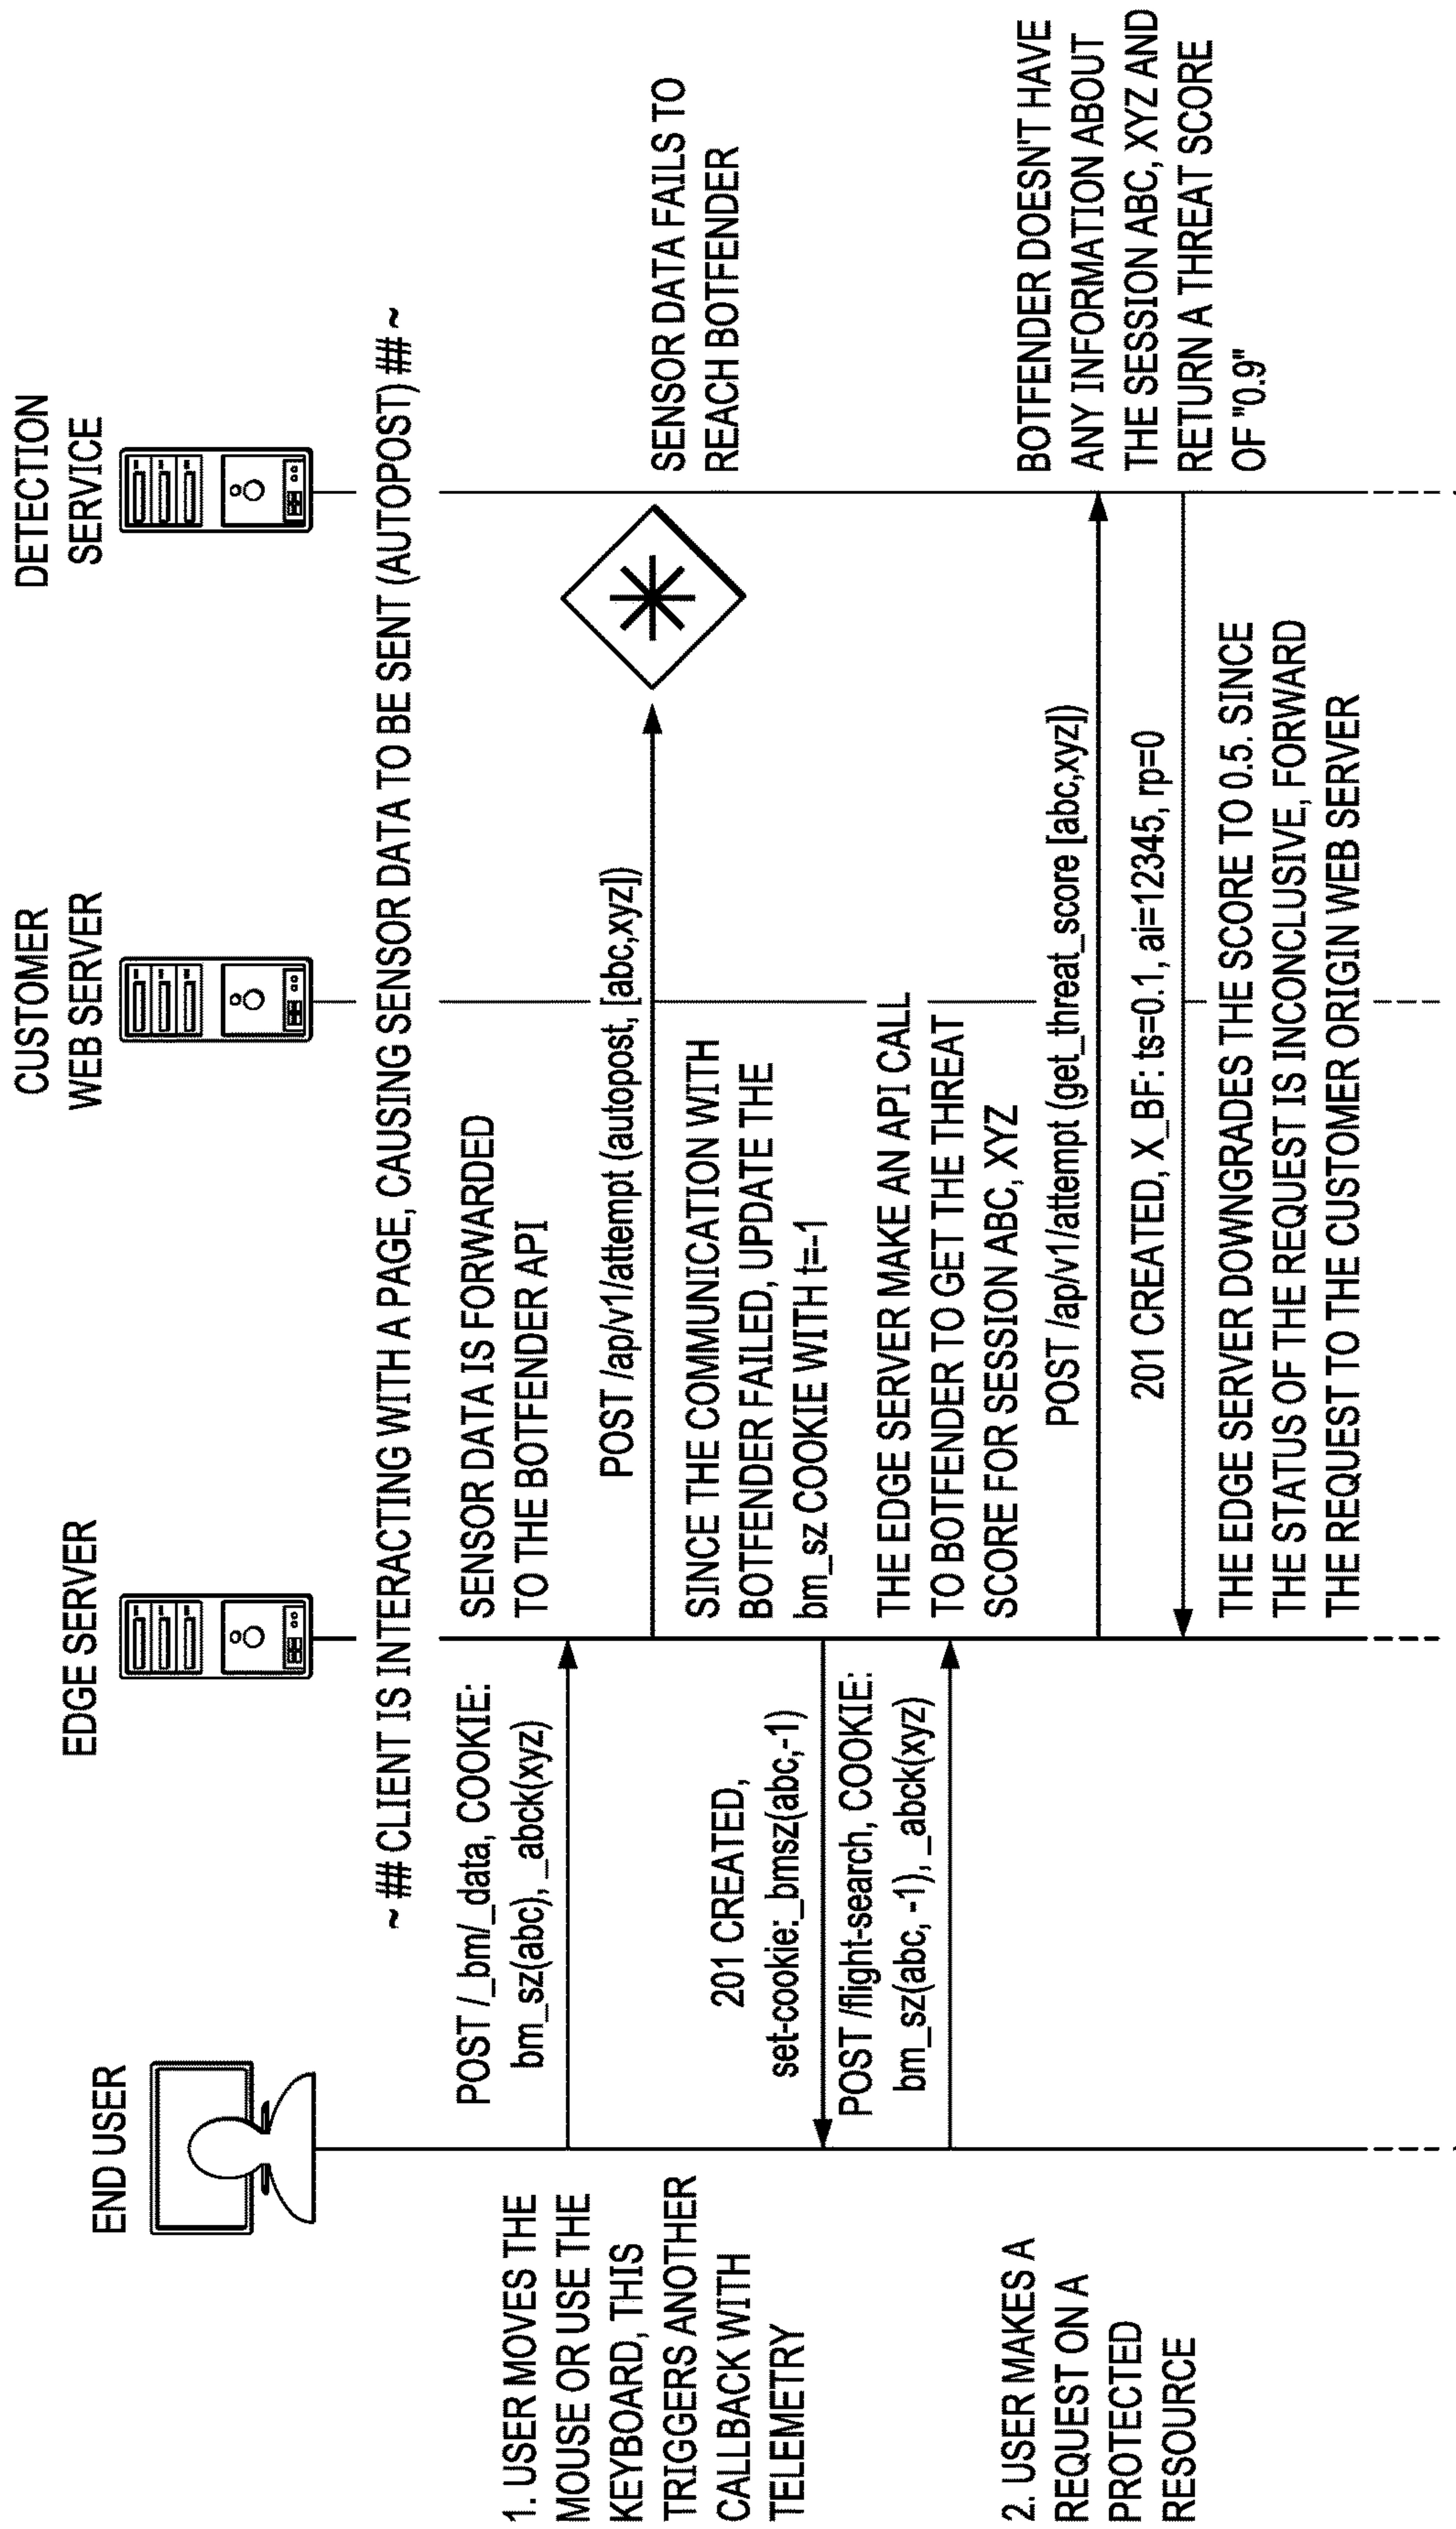 END USER
EDGE SERVER
CUSTOMER
WEB SERVER
DETECTION
SERVICE
~ ## CLIENT IS INTERACTING WITH A PAGE, CAUSING SENSOR DATA TO BE SENT (AUTOPOST) ## ~
1. USER MOVES THE
MOUSE OR USE THE
KEYBOARD, THIS
TRIGGERS ANOTHER
CALLBACK WITH
TELEMETRY
POST /_bm/_data, COOKIE:
bm_sz(abc), _abck(xyz)
SENSOR DATA IS FORWARDED
TO THE BOTFENDER API
POST /ap/v1/attempt (autopost, [abc,xyz])
SENSOR DATA FAILS TO
REACH BOTFENDER
SINCE THE COMMUNICATION WITH
BOTFENDER FAILED, UPDATE THE
bm_sz COOKIE WITH t=-1
201 CREATED,
set-cookie:_bmsz(abc,-1)
2. USER MAKES A
REQUEST ON A
PROTECTED
RESOURCE
POST /flight-search, COOKIE:
bm_sz(abc, -1), _abck(xyz)
THE EDGE SERVER MAKE AN API CALL
TO BOTFENDER TO GET THE THREAT
SCORE FOR SESSION ABC, XYZ
POST /ap/v1/attempt (get_threat_score [abc,xyz])
BOTFENDER DOESN'T HAVE
ANY INFORMATION ABOUT
THE SESSION ABC, XYZ AND
RETURN A THREAT SCORE
OF "0.9"
201 CREATED, X_BF: ts=0.1, ai=12345, rp=0
THE EDGE SERVER DOWNGRADES THE SCORE TO 0.5. SINCE
THE STATUS OF THE REQUEST IS INCONCLUSIVE, FORWARD
THE REQUEST TO THE CUSTOMER ORIGIN WEB SERVER